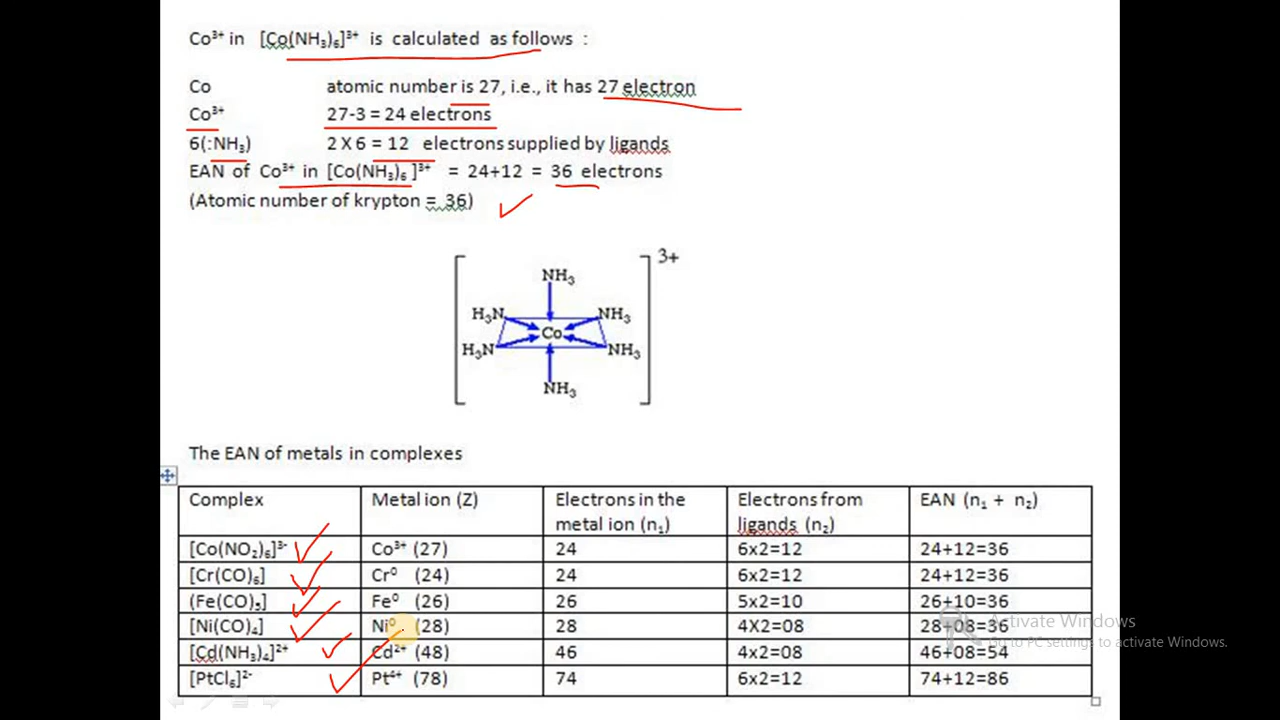 Co³⁺ in [Co(NH₃)₆]³⁺ is calculated as follows :
Co atomic number is 27, i.e., it has 27 electron
Co³⁺ 27-3 = 24 electrons
6(:NH₃) 2 X 6 = 12 electrons supplied by ligands
EAN of Co³⁺ in [Co(NH₃)₆ ]³⁺ = 24+12 = 36 electrons
(Atomic number of krypton = 36)
3+
NH₃
H₃N NH₃
Co
H₃N NH₃
NH₃
The EAN of metals in complexes
Complex Metal ion (Z) Electrons in the metal ion (n₁) Electrons from ligands (n₂) EAN (n₁ + n₂)
[Co(NO₂)₆]³⁻ Co³⁺ (27) 24 6x2=12 24+12=36
[Cr(CO)₆] Cr⁰ (24) 24 6x2=12 24+12=36
(Fe(CO)₅] Fe⁰ (26) 26 5x2=10 26+10=36
[Ni(CO)₄] Ni⁰ (28) 28 4X2=08 28+08=36
[Cd(NH₃)₄]²⁺ Cd²⁺ (48) 46 4x2=08 46+08=54
[PtCl₆]²⁻ Pt⁴⁺ (78) 74 6x2=12 74+12=86
Activate Windows
Go to PC settings to activate Windows.